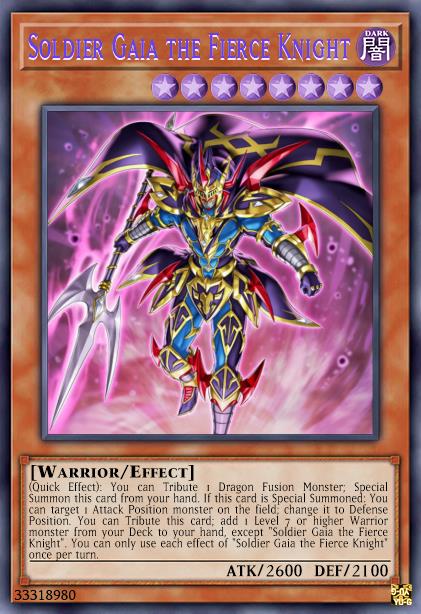 SOLDIER GAIA THE FIERCE KNIGHT
DARK
闇
[WARRIOR/EFFECT]
(Quick Effect): You can Tribute 1 Dragon Fusion Monster; Special
Summon this card from your hand. If this card is Special Summoned: You
can target 1 Attack Position monster on the field; change it to Defense
Position. You can Tribute this card; add 1 Level 7 or higher Warrior
monster from your Deck to your hand, except "Soldier Gaia the Fierce
Knight". You can only use each effect of "Soldier Gaia the Fierce Knight"
once per turn.
ATK/2600 DEF/2100
33318980